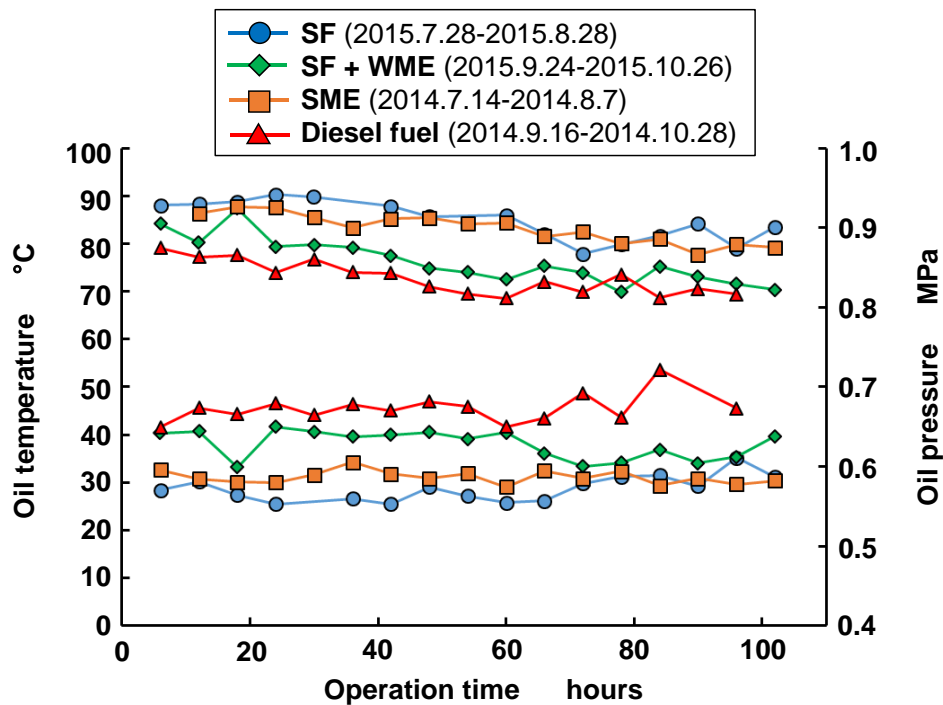 SF (2015.7.28-2015.8.28)
SF + WME (2015.9.24-2015.10.26)
SME (2014.7.14-2014.8.7)
Diesel fuel (2014.9.16-2014.10.28)
100
90
80
70
60
50
40
30
20
10
0
Oil temperature °C
1.0
0.9
0.8
0.7
0.6
0.5
0.4
Oil pressure MPa
0 20 40 60 80 100
Operation time hours